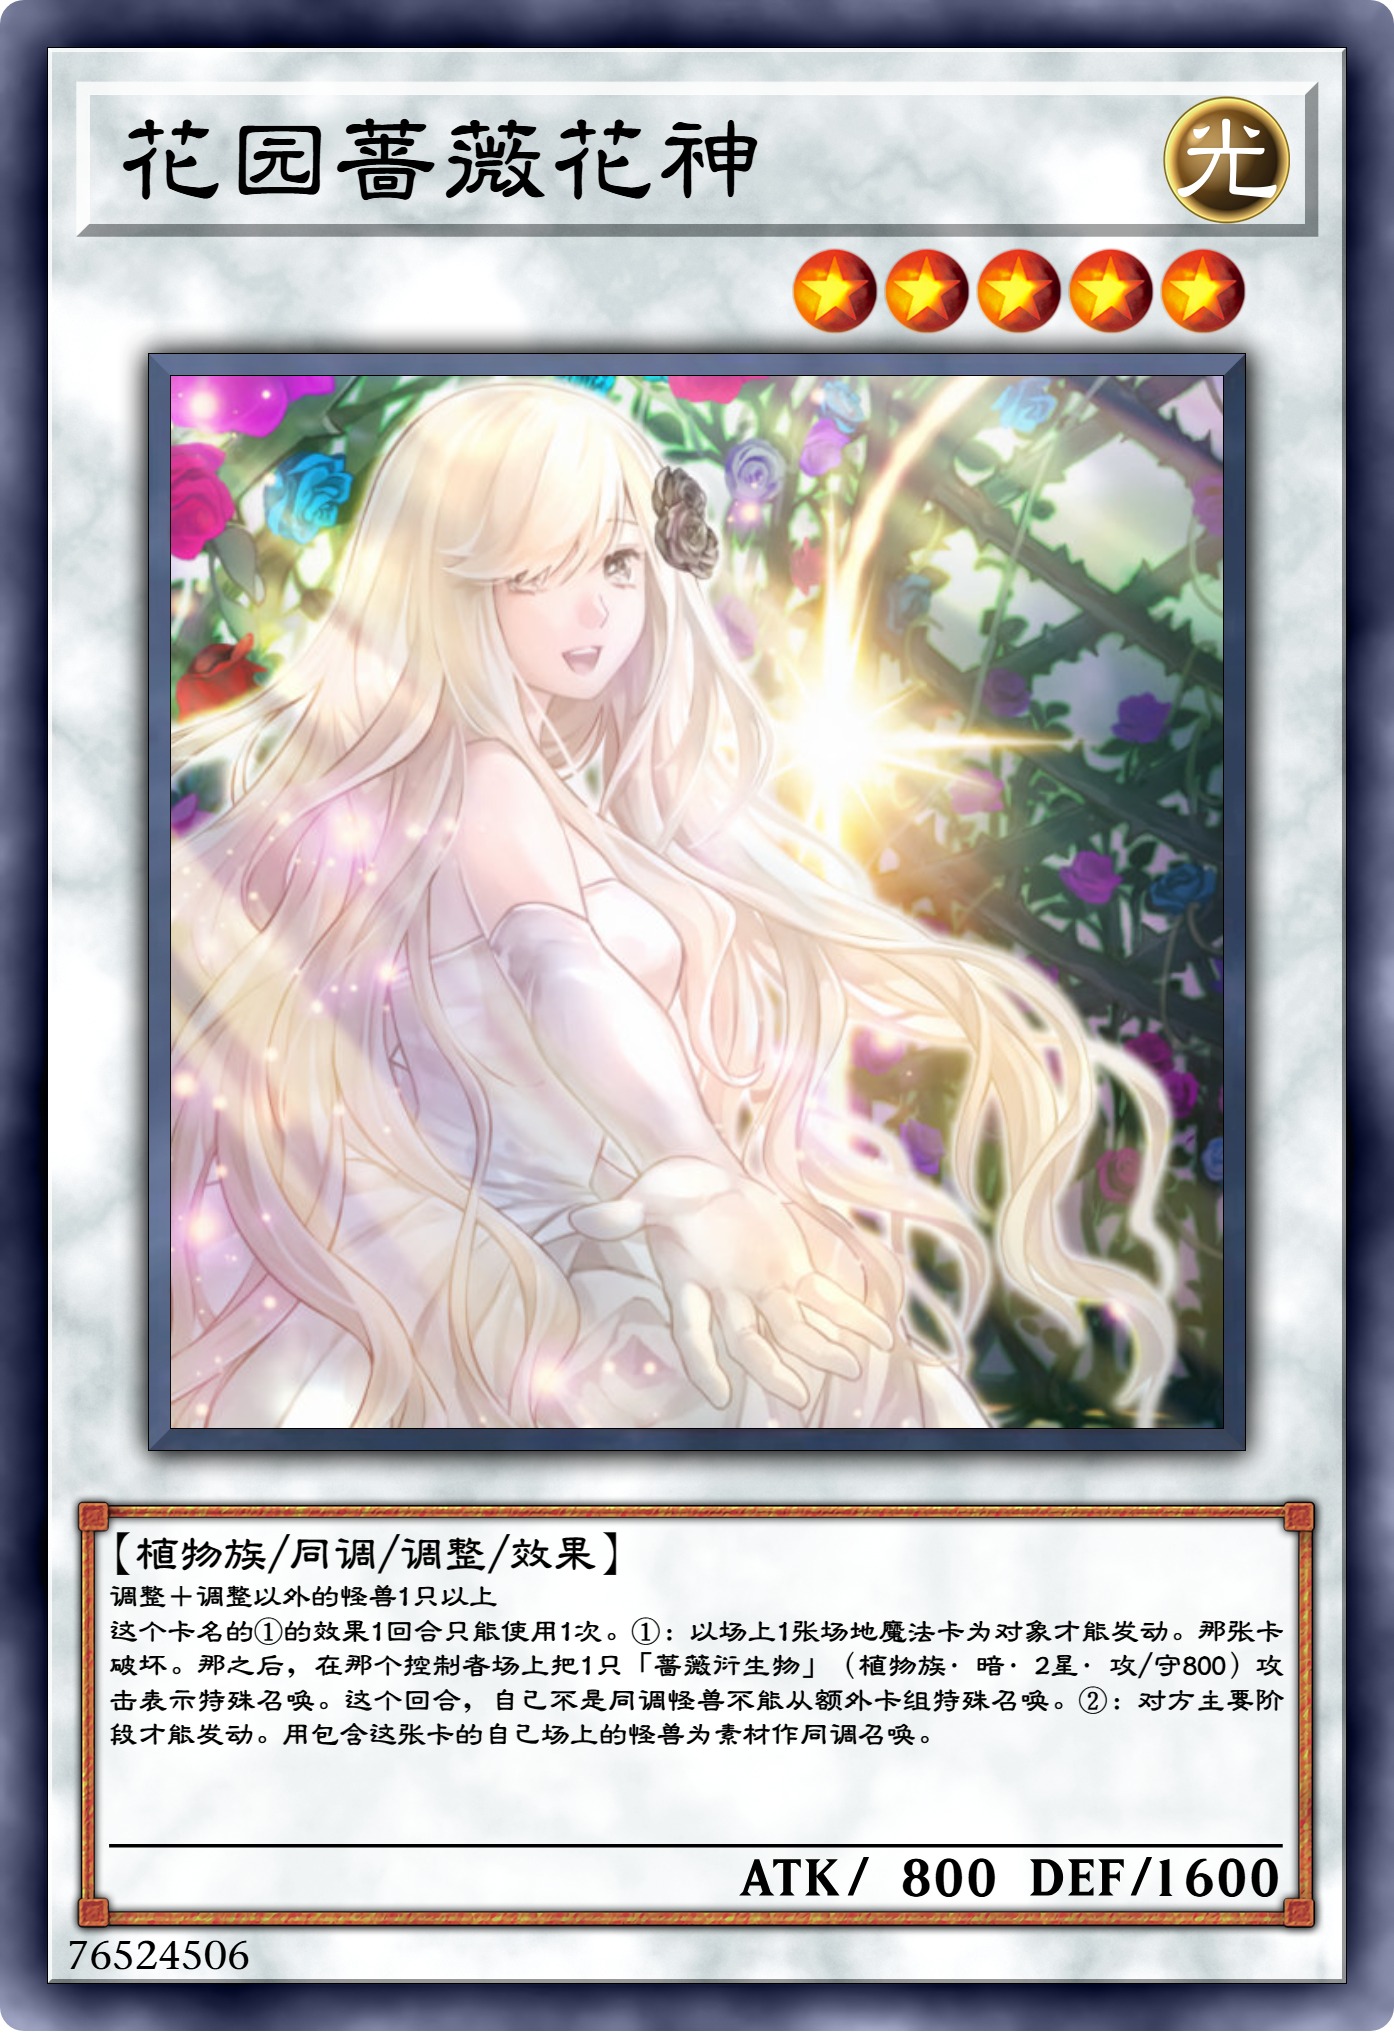 花园蔷薇花神
光
【植物族/同调/调整/效果】
调整＋调整以外的怪兽1只以上
这个卡名的①的效果1回合只能使用1次。①：以场上1张场地魔法卡为对象才能发动。那张卡
破坏。那之后，在那个控制者场上把1只「蔷薇衍生物」（植物族·暗·2星·攻/守800）攻
击表示特殊召唤。这个回合，自己不是同调怪兽不能从额外卡组特殊召唤。②：对方主要阶
段才能发动。用包含这张卡的自己场上的怪兽为素材作同调召唤。
ATK/ 800 DEF/1600
76524506